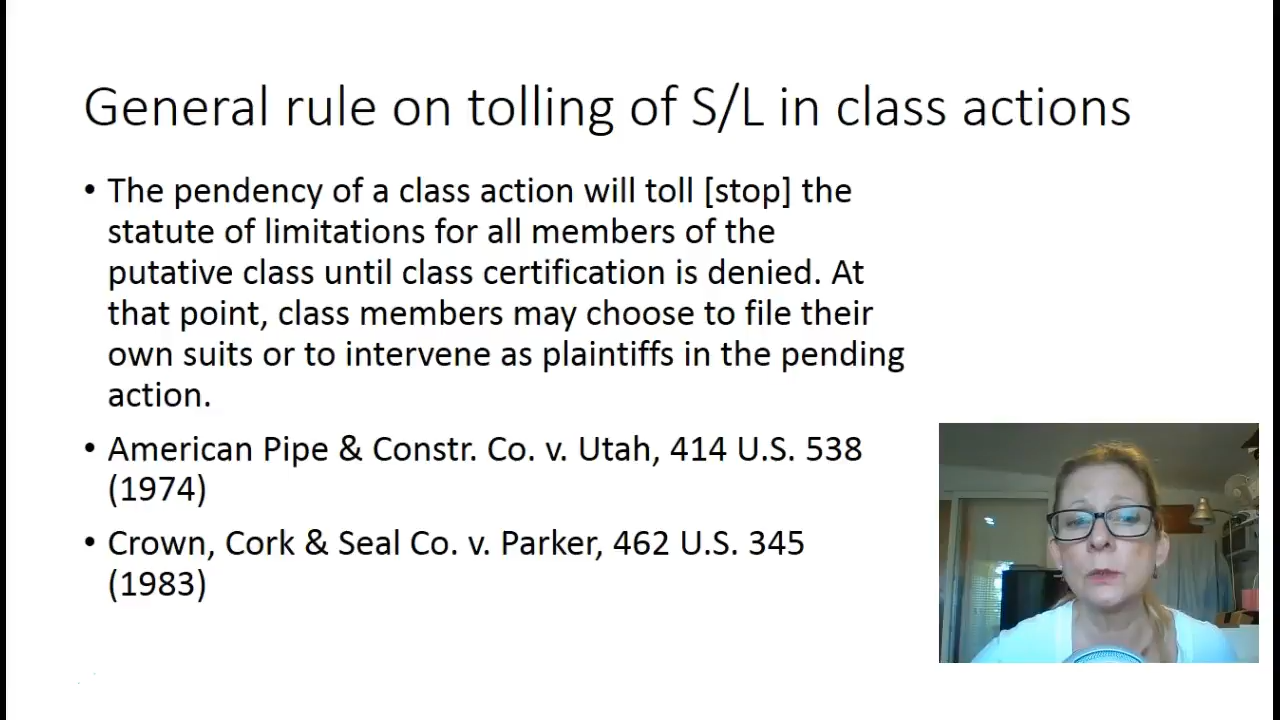 General rule on tolling of S/L in class actions
• The pendency of a class action will toll [stop] the
statute of limitations for all members of the
putative class until class certification is denied. At
that point, class members may choose to file their
own suits or to intervene as plaintiffs in the pending
action.
• American Pipe & Constr. Co. v. Utah, 414 U.S. 538
(1974)
• Crown, Cork & Seal Co. v. Parker, 462 U.S. 345
(1983)